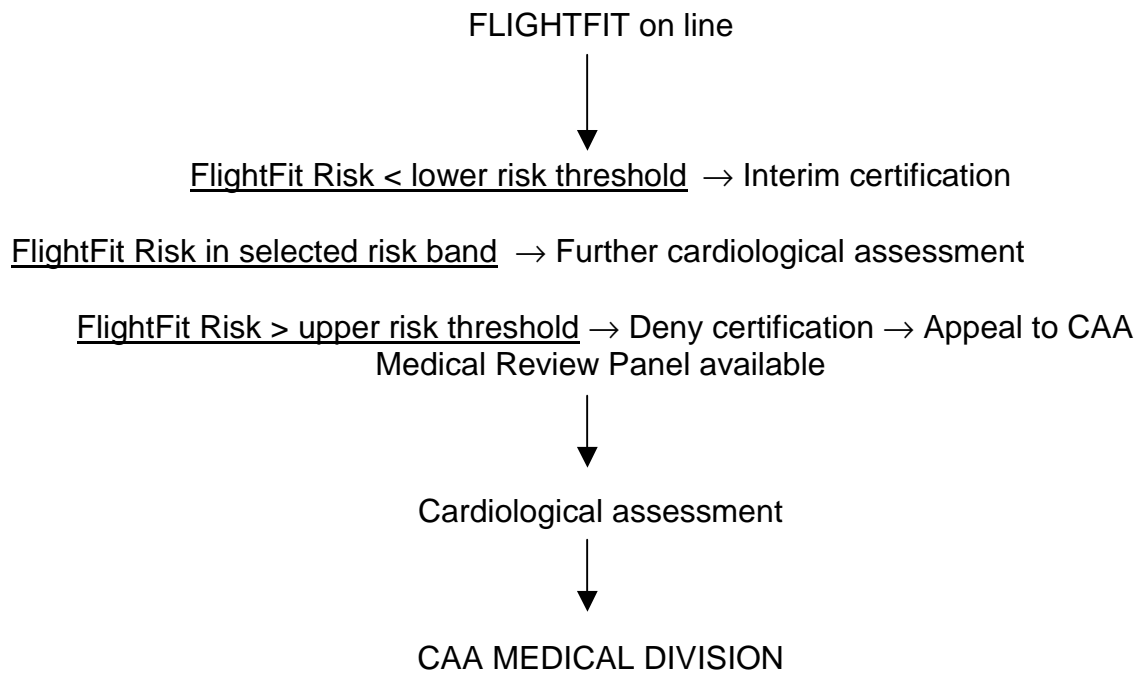 FLIGHTFIT on line
FlightFit Risk < lower risk threshold → Interim certification
FlightFit Risk in selected risk band → Further cardiological assessment
FlightFit Risk > upper risk threshold → Deny certification → Appeal to CAA
Medical Review Panel available
Cardiological assessment
CAA MEDICAL DIVISION